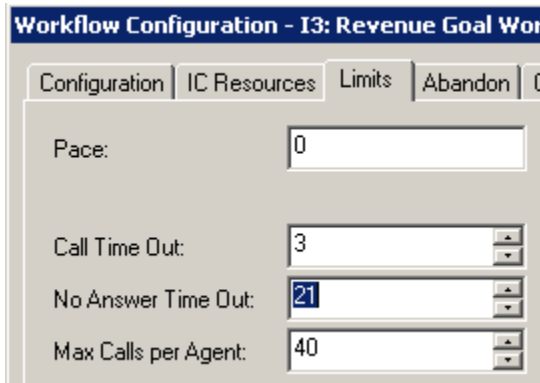 Workflow Configuration - I3: Revenue Goal Wor
Configuration IC Resources Limits Abandon
Pace: 0
Call Time Out: 3
No Answer Time Out: 21
Max Calls per Agent: 40